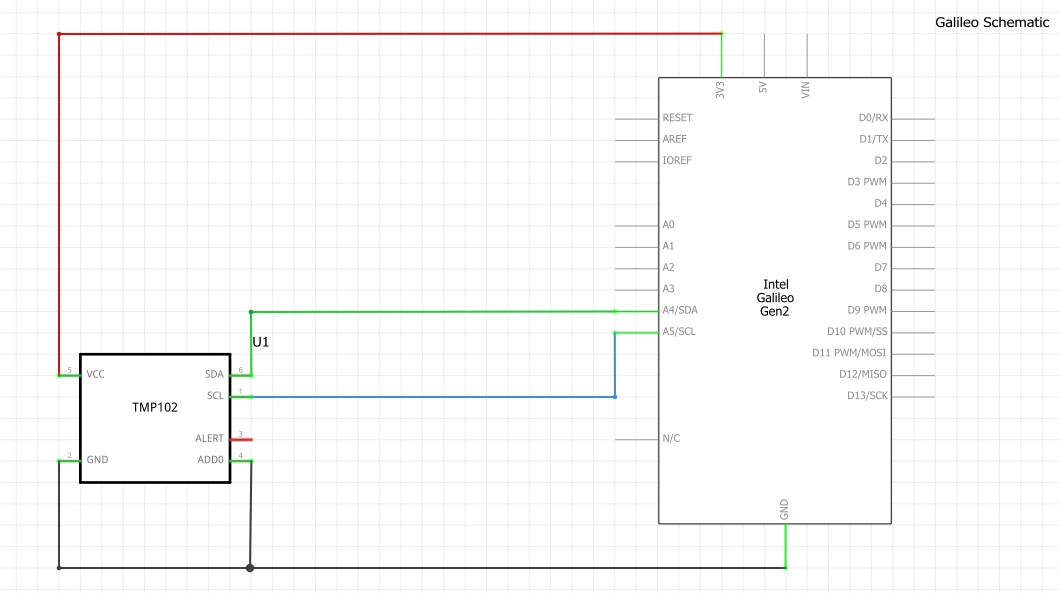 Galileo Schematic
3V3
5V
VIN
RESET
AREF
IOREF
A0
A1
A2
A3
A4/SDA
A5/SCL
N/C
GND
Intel
Galileo
Gen2
D0/RX
D1/TX
D2
D3 PWM
D4
D5 PWM
D6 PWM
D7
D8
D9 PWM
D10 PWM/SS
D11 PWM/MOSI
D12/MISO
D13/SCK
U1
5 VCC
SDA 6
SCL 1
TMP102
ALERT 3
2 GND
ADD0 4